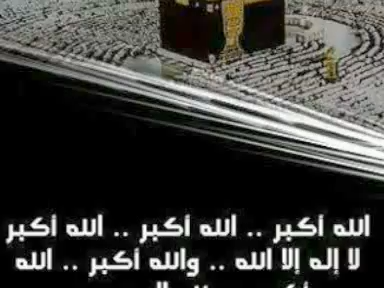 الله أكبر .. الله أكبر .. الله أكبر
لا إله إلا الله .. والله أكبر .. الله